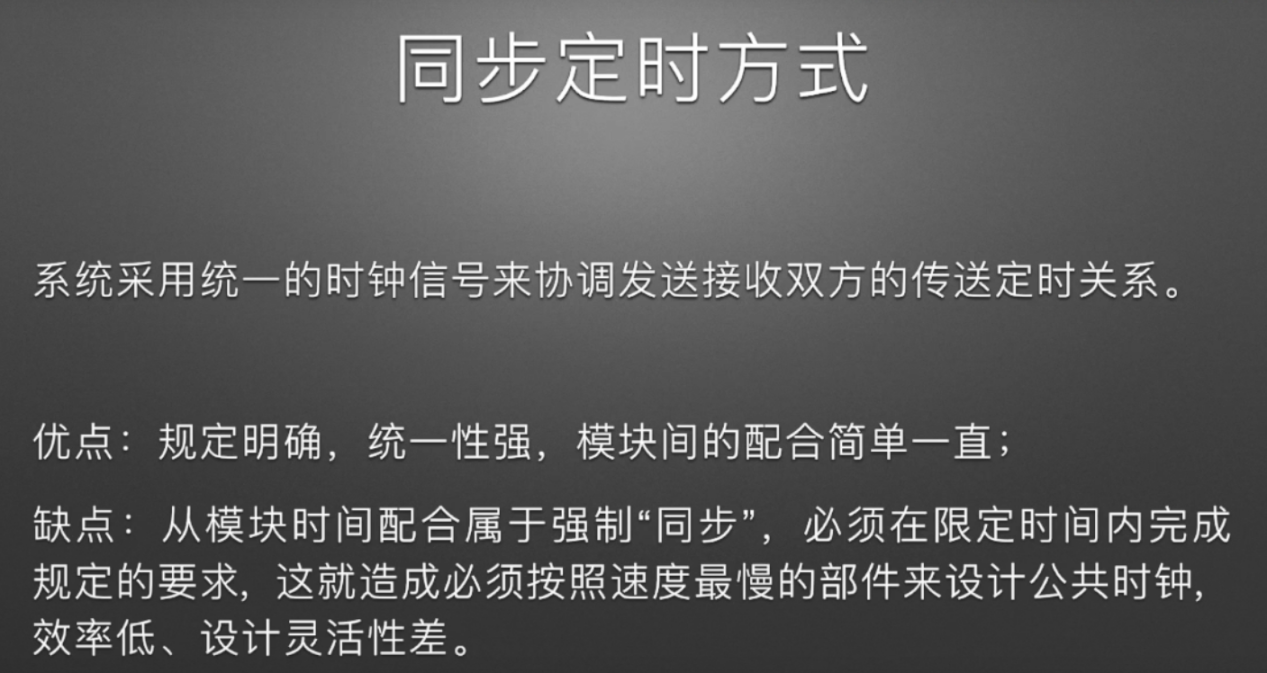 同步定时方式
系统采用统一的时钟信号来协调发送接收双方的传送定时关系。
优点：规定明确，统一性强，模块间的配合简单一直；
缺点：从模块时间配合属于强制“同步”，必须在限定时间内完成
规定的要求，这就造成必须按照速度最慢的部件来设计公共时钟，
效率低、设计灵活性差。